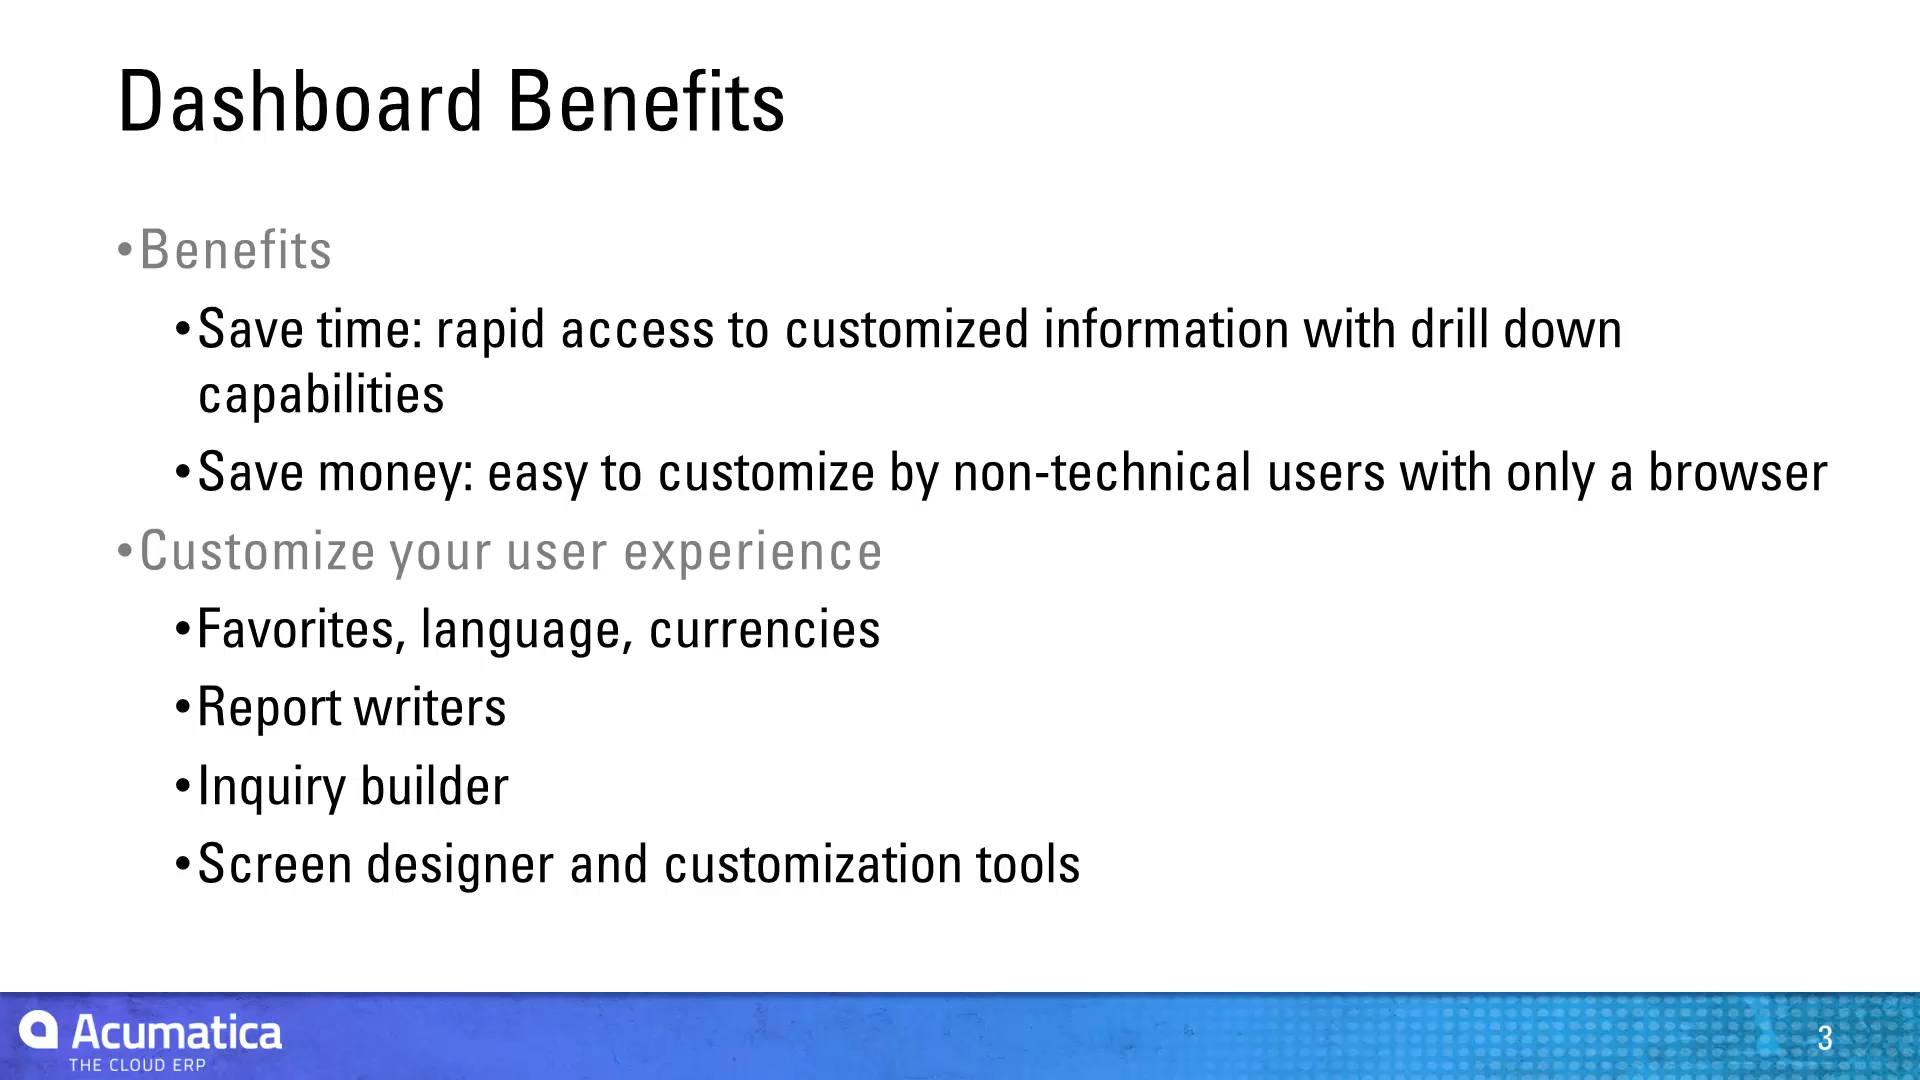 Dashboard Benefits
•Benefits
•Save time: rapid access to customized information with drill down
capabilities
•Save money: easy to customize by non-technical users with only a browser
•Customize your user experience
•Favorites, language, currencies
•Report writers
•Inquiry builder
•Screen designer and customization tools
Acumatica
THE CLOUD ERP
3